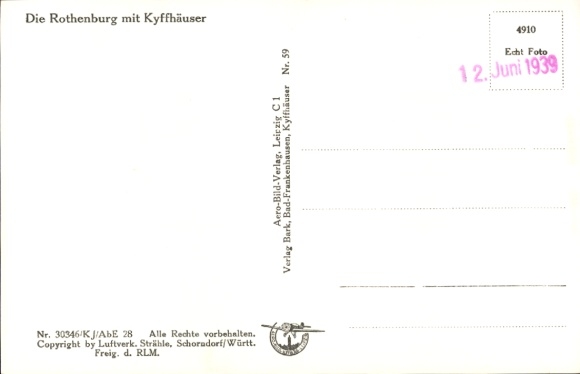 Die Rothenburg mit Kyffhäuser
4910
Echt Foto
12. Juni 1939
Aero-Bild-Verlag, Leipzig C 1
Verlag Bark, Bad-Frankenhausen, Kyffhäuser Nr. 59
Nr. 30346/KJ/AbE 28 Alle Rechte vorbehalten.
Copyright by Luftverk. Strähle, Schorndorf/Württ.
Freig. d. RLM.